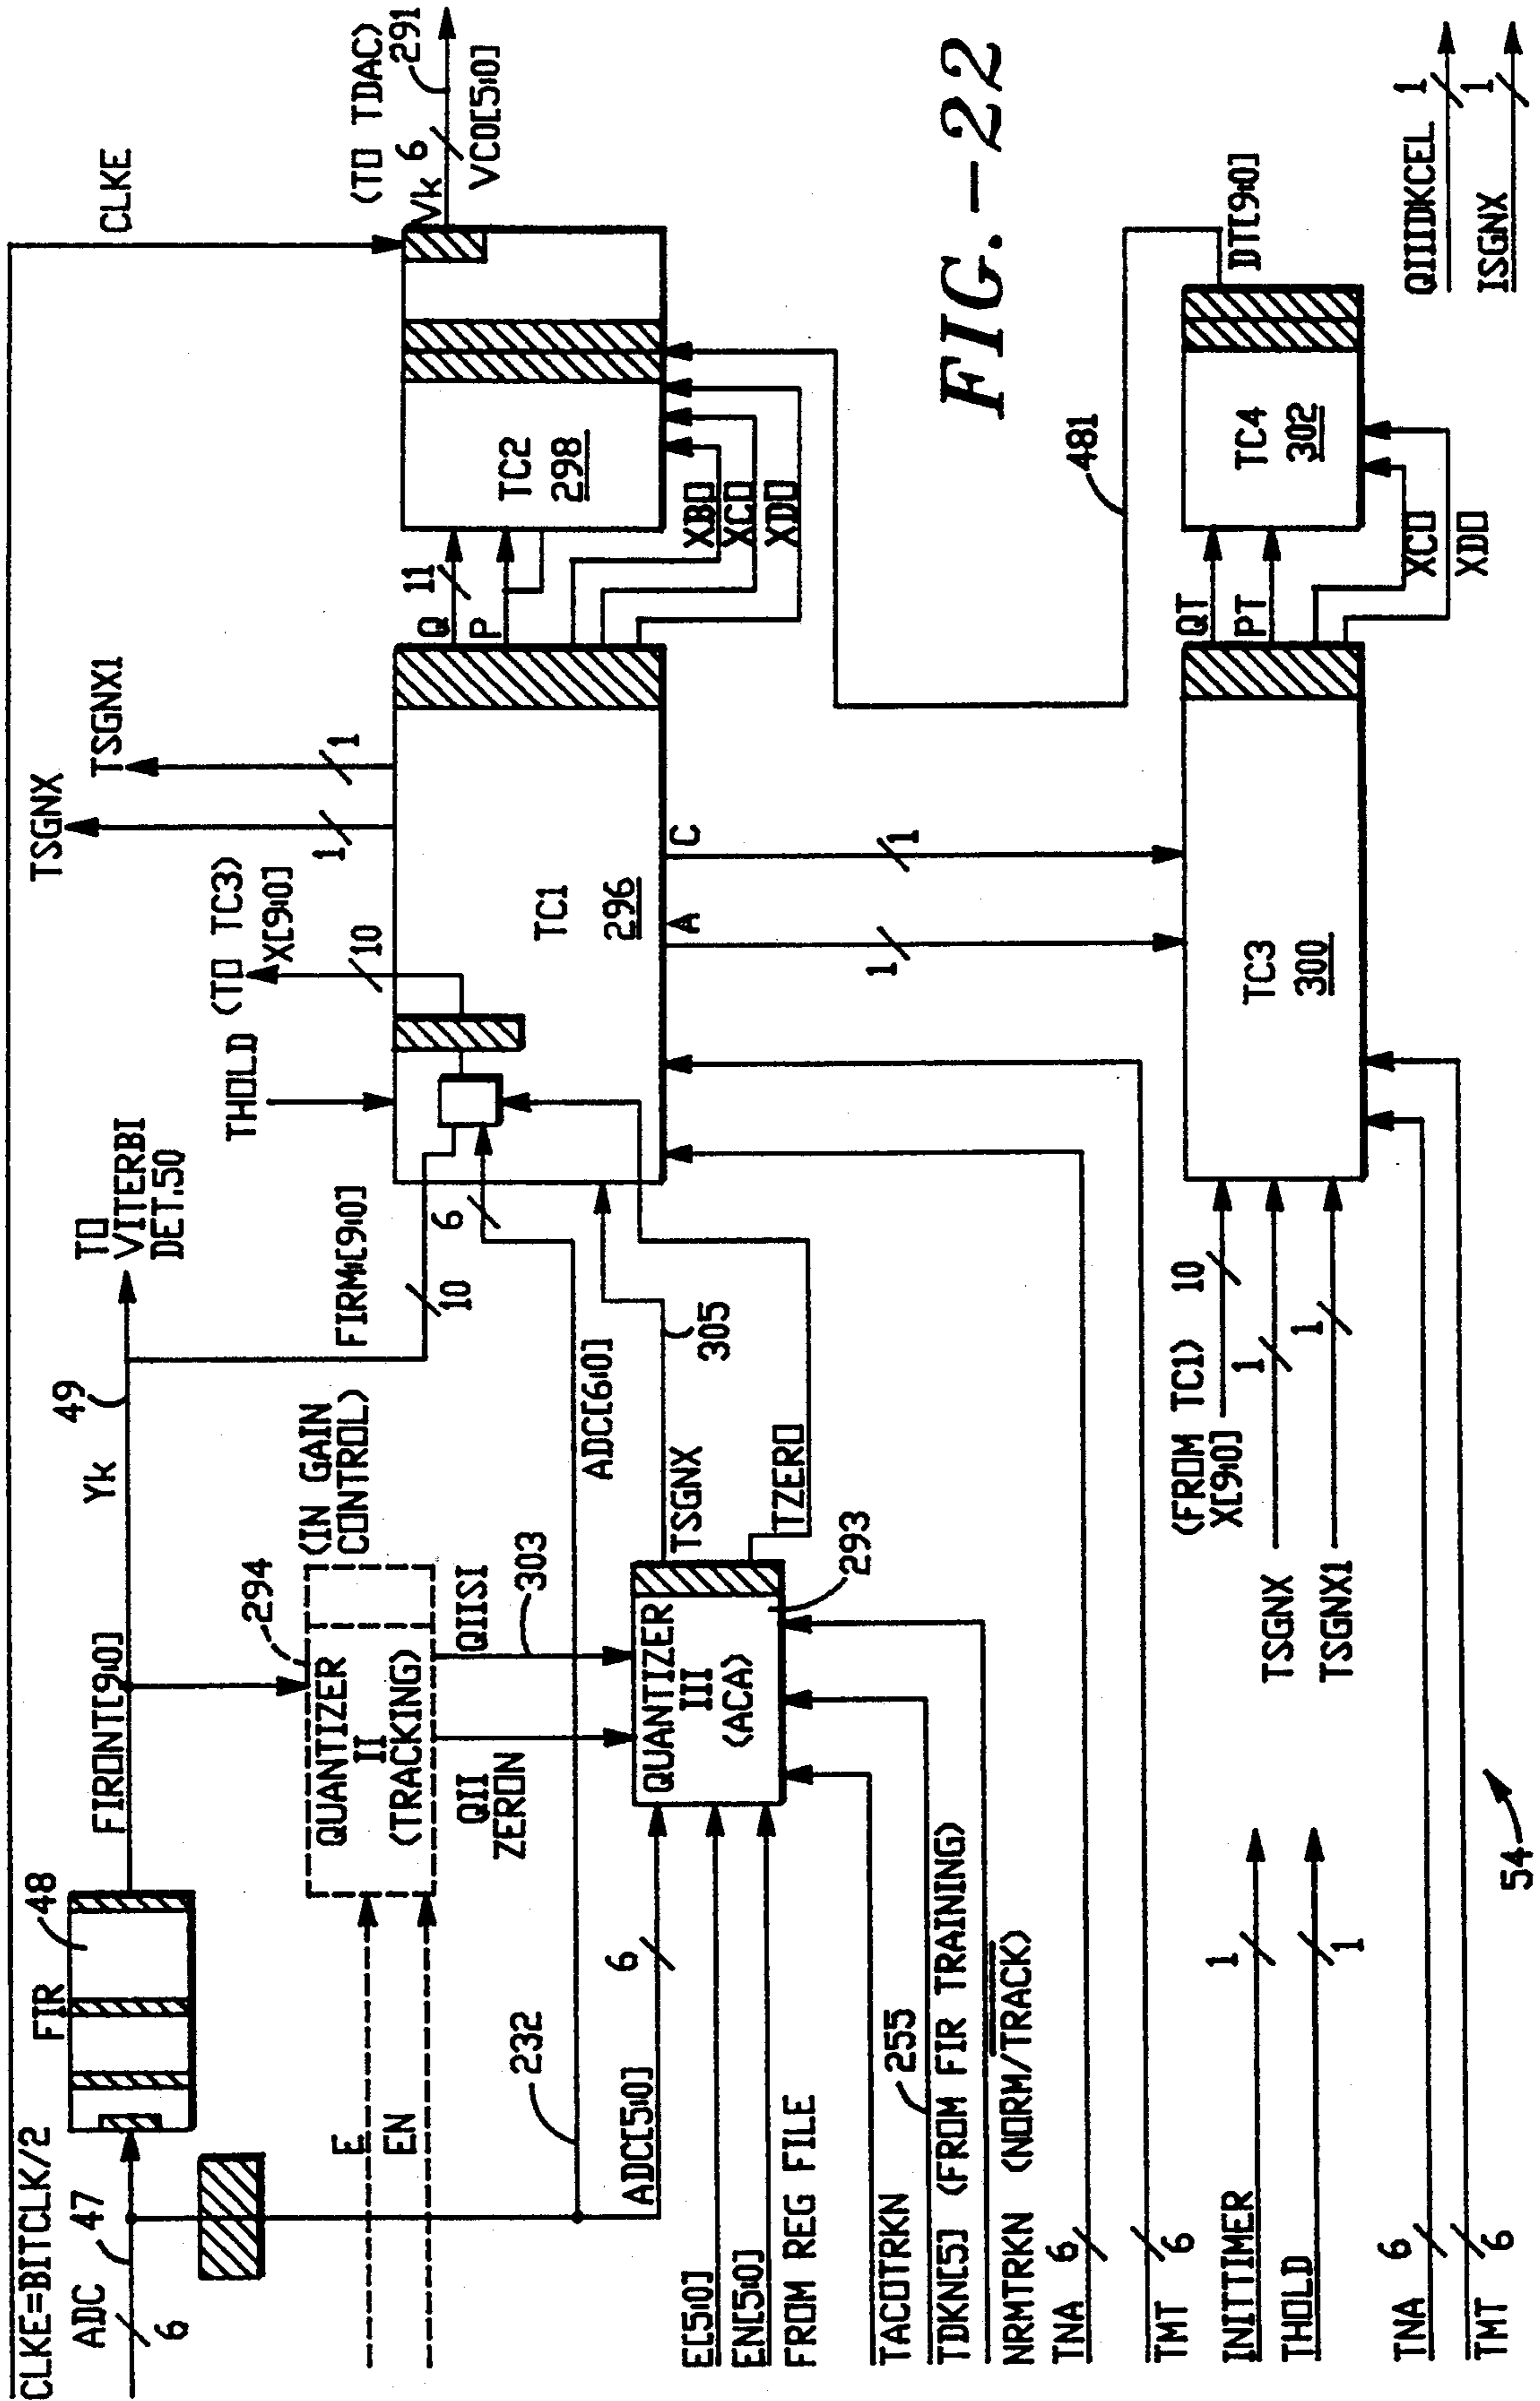 CLKE=BITCLK/2
CLKE
ADC 47
6
FIR
48
FIRONT[9:0]
Yk
49
TO
VITERBI
DET.50
E
EN
294
QUANTIZER
II
(TRACKING)
(IN GAIN
CONTROL)
QII
ZERON
QIISI
303
232
ADC[5:0]
6
ADC[6:0]
6
FIRM[9:0]
10
THOLD
(TO TC3)
X[9:0]
10
TSGNX
1
TSGNX1
1
TC1
296
Q
11
P
TC2
298
XBO
XCO
XDO
(TO TDAC)
Vk
6
291
VCO[5:0]
E[5:0]
EN[5:0]
FROM REG FILE
QUANTIZER
III
(ACA)
293
TSGNX
TZERO
305
TACOTRKN
255
TDKN[5] (FROM FIR TRAINING)
NRMTRKN (NORM/TRACK)
TNA
6
TMT
6
A
1
C
1
INITTIMER
1
THOLD
1
(FROM TC1)
X[9:0]
10
TSGNX
1
TSGNX1
1
TC3
300
QT
PT
TC4
302
XCO
XDO
DT[9:0]
481
TNA
6
TMT
6
54
QIIIDKCEL
1
ISGNX
1
FIG.-22